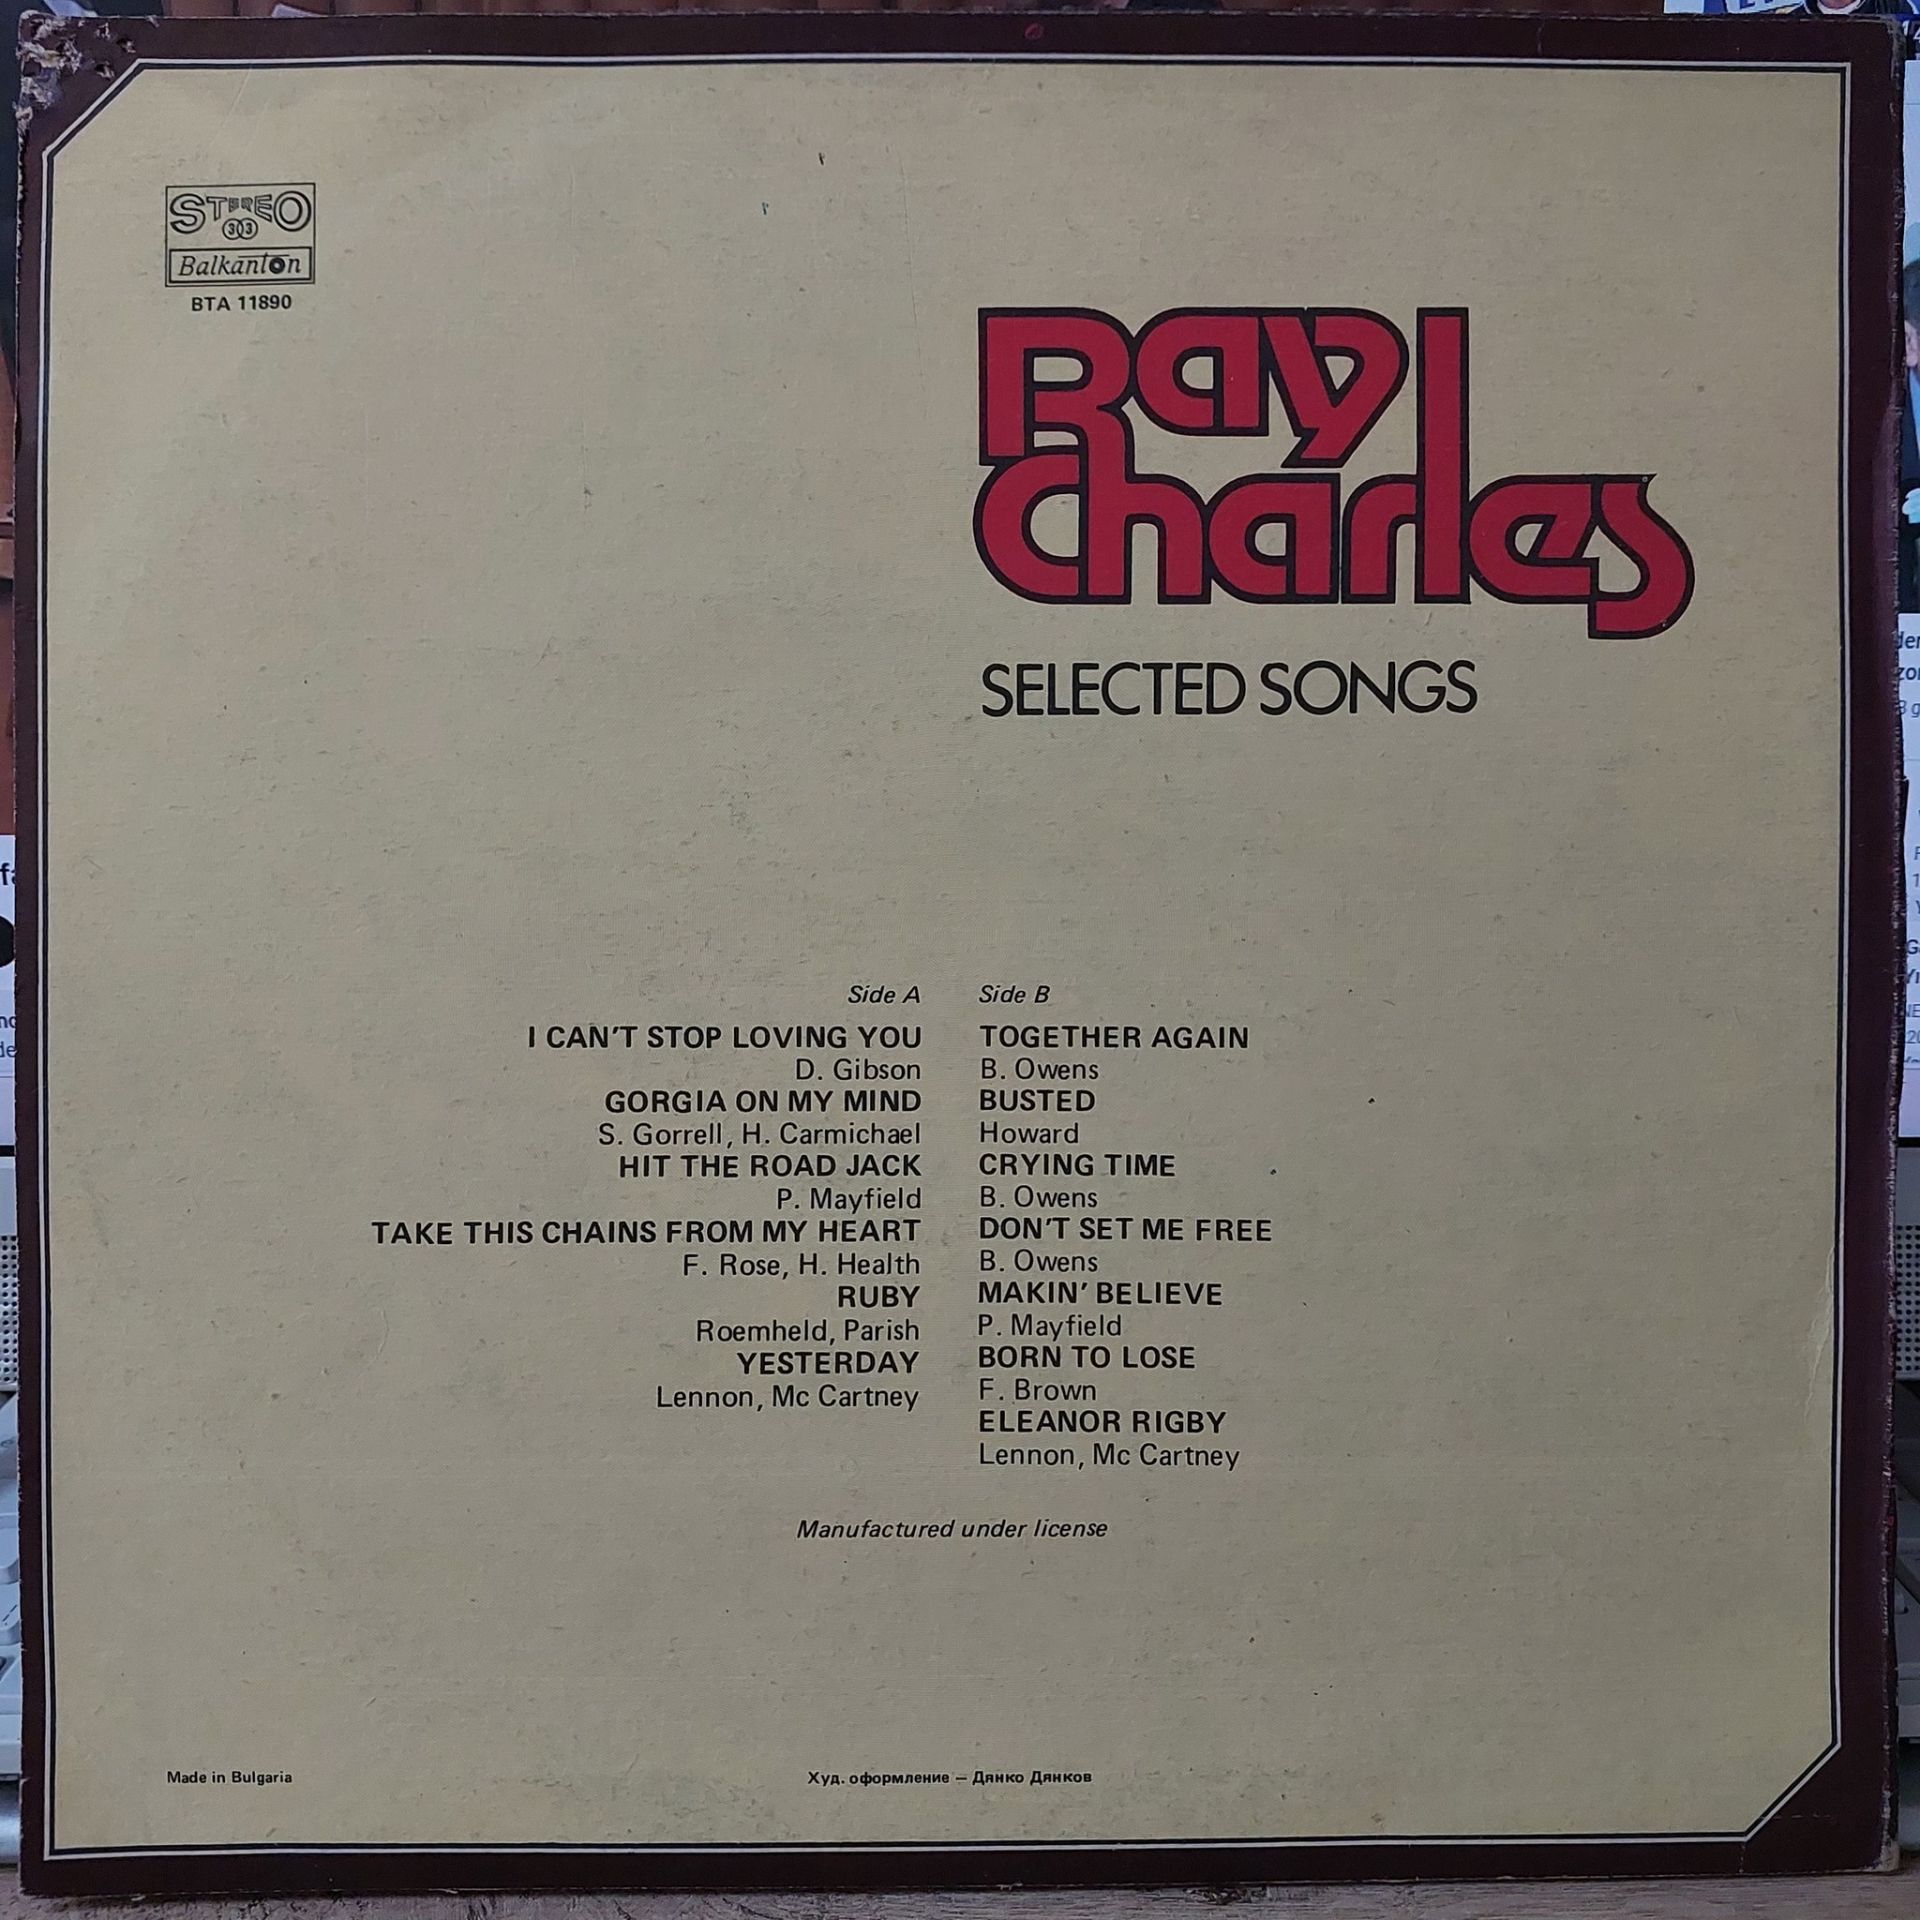 STEREO
33
Balkanton
BTA 11890
Ray
Charles
SELECTED SONGS
Side A
I CAN'T STOP LOVING YOU
D. Gibson
GORGIA ON MY MIND
S. Gorrell, H. Carmichael
HIT THE ROAD JACK
P. Mayfield
TAKE THIS CHAINS FROM MY HEART
F. Rose, H. Health
RUBY
Roemheld, Parish
YESTERDAY
Lennon, Mc Cartney
Side B
TOGETHER AGAIN
B. Owens
BUSTED
Howard
CRYING TIME
B. Owens
DON'T SET ME FREE
B. Owens
MAKIN' BELIEVE
P. Mayfield
BORN TO LOSE
F. Brown
ELEANOR RIGBY
Lennon, Mc Cartney
Manufactured under license
Made in Bulgaria
Худ. оформление — Дянко Дянков